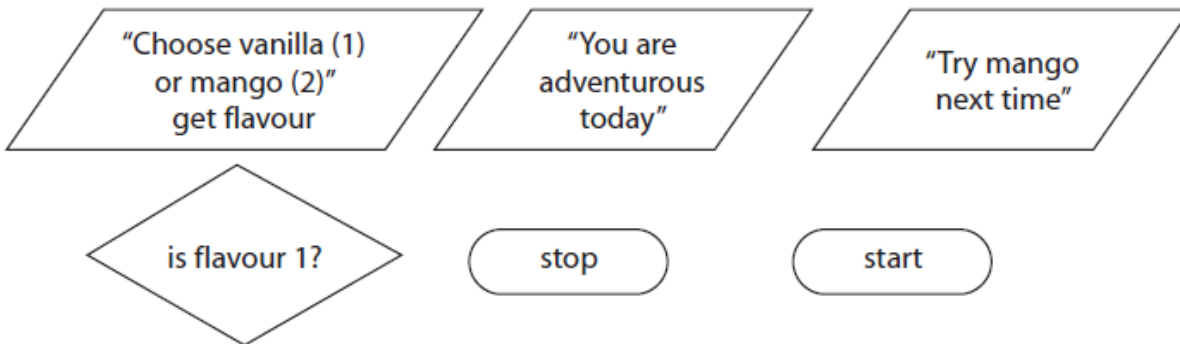 “Choose vanilla (1)
or mango (2)”
get flavour
“You are
adventurous
today”
“Try mango
next time”
is flavour 1?
stop
start